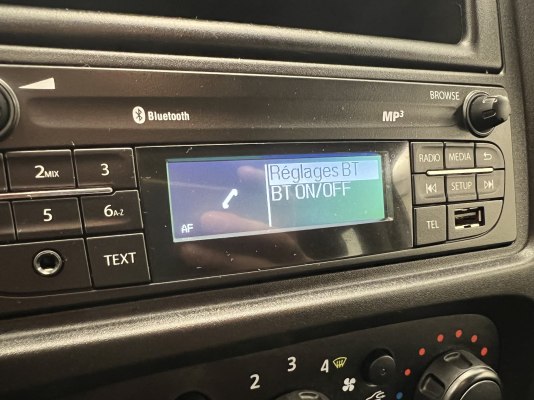 BROWSE
Bluetooth
MP3
2MIX
3
5
6A-Z
TEXT
Réglages BT
BT ON/OFF
AF
RADIO
MEDIA
SETUP
TEL
2
3
4